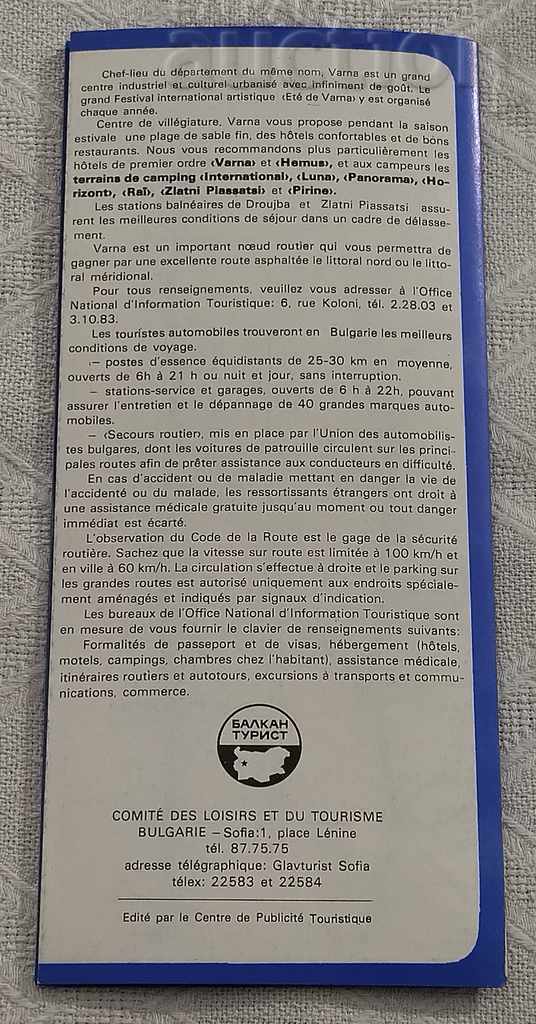 Chef-lieu du département du même nom, Varna est un grand
centre industriel et culturel urbanisé avec infiniment de goût. Le
grand Festival international artistique ‹Eté de Varna› y est organisé
chaque année.
Centre de villégiature, Varna vous propose pendant la saison
estivale une plage de sable fin, des hôtels confortables et de bons
restaurants. Nous vous recommandons plus particulièrement les
hôtels de premier ordre ‹Varna› et ‹Hemus›, et aux campeurs les
terrains de camping ‹International›, ‹Luna›, ‹Panorama›, ‹Ho-
rizont›, ‹Raï›, ‹Zlatni Piassatsi› et ‹Pirine›.
Les stations balnéaires de Droujba et Zlatni Piassatsi assu-
rent les meilleures conditions de séjour dans un cadre de délasse-
ment.
Varna est un important nœud routier qui vous permettra de
gagner par une excellente route asphaltée le littoral nord ou le litto-
ral méridional.
Pour tous renseignements, veuillez vous adresser à l'Office
National d'Information Touristique: 6, rue Koloni, tél. 2.28.03 et
3.10.83.
Les touristes automobiles trouveront en Bulgarie les meilleurs
conditions de voyage.
— postes d'essence équidistants de 25-30 km en moyenne,
ouverts de 6h à 21 h ou nuit et jour, sans interruption.
— stations-service et garages, ouverts de 6 h à 22h, pouvant
assurer l'entretien et le dépannage de 40 grandes marques auto-
mobiles.
— ‹Secours routier›, mis en place par l'Union des automobilis-
tes bulgares, dont les voitures de patrouille circulent sur les princi-
pales routes afin de prêter assistance aux conducteurs en difficulté.
En cas d'accident ou de maladie mettant en danger la vie de
l'accidenté ou du malade, les ressortissants étrangers ont droit à
une assistance médicale gratuite jusqu'au moment ou tout danger
immédiat est écarté.
L'observation du Code de la Route est le gage de la sécurité
routière. Sachez que la vitesse sur route est limitée à 100 km/h et
en ville à 60 km/h. La circulation s'effectue à droite et le parking sur
les grandes routes est autorisé uniquement aux endroits spéciale-
ment aménagés et indiqués par signaux d'indication.
Les bureaux de l'Office National d'Information Touristique sont
en mesure de vous fournir le clavier de renseignements suivants:
Formalités de passeport et de visas, hébergement (hôtels,
motels, campings, chambres chez l'habitant), assistance médicale,
itinéraires routiers et autotours, excursions à transports et commu-
nications, commerce.
БАЛКАН
ТУРИСТ
COMITÉ DES LOISIRS ET DU TOURISME
BULGARIE — Sofia:1, place Lénine
tél. 87.75.75
adresse télégraphique: Glavturist Sofia
télex: 22583 et 22584
Edité par le Centre de Publicité Touristique